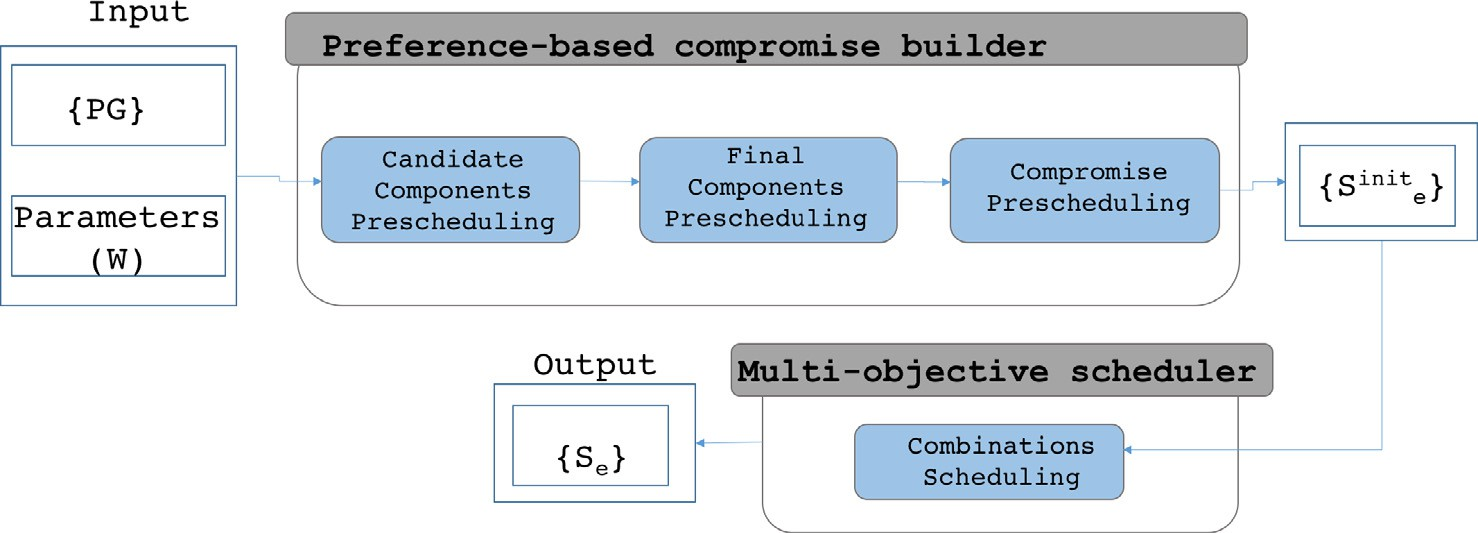 Input
{PG}
Parameters
(W)
Preference-based compromise builder
Candidate
Components
Prescheduling
Final
Components
Prescheduling
Compromise
Prescheduling
{S^init_e}
Output
{S_e}
Multi-objective scheduler
Combinations
Scheduling